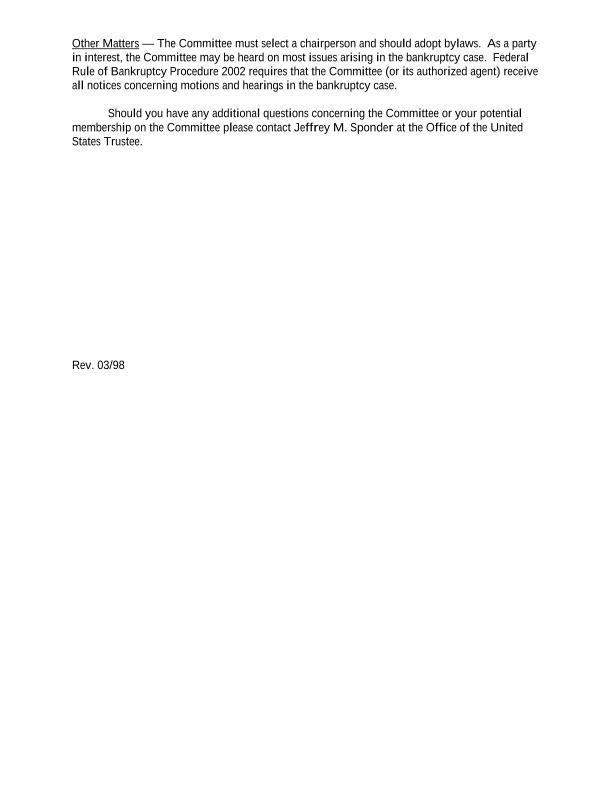 Other Matters — The Committee must select a chairperson and should adopt bylaws.  As a party
in interest, the Committee may be heard on most issues arising in the bankruptcy case.  Federal
Rule of Bankruptcy Procedure 2002 requires that the Committee (or its authorized agent) receive
all notices concerning motions and hearings in the bankruptcy case.
Should you have any additional questions concerning the Committee or your potential
membership on the Committee please contact Jeffrey M. Sponder at the Office of the United
States Trustee.
Rev. 03/98